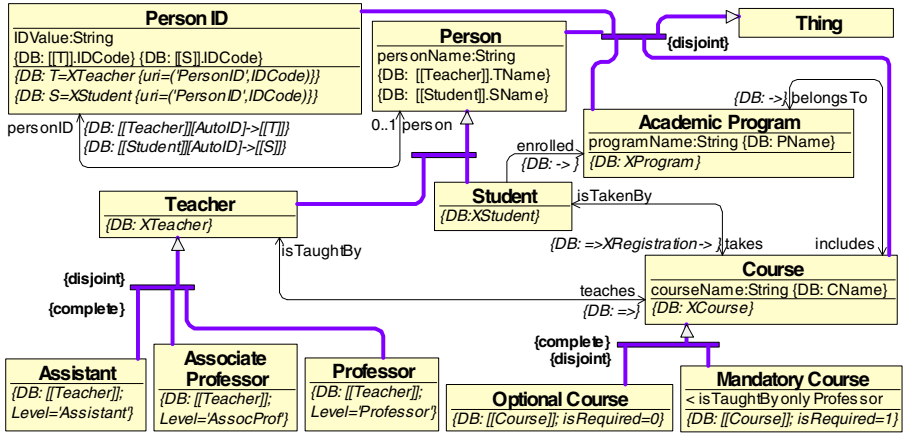 Person ID
IDValue:String
{DB: [[T]].IDCode} {DB: [[S]].IDCode}
{DB: T=XTeacher {uri=('PersonID',IDCode)}}
{DB: S=XStudent {uri=('PersonID',IDCode)}}
Person
personName:String
{DB: [[Teacher]].TName}
{DB: [[Student]].SName}
{disjoint}
Thing
personID
{DB: [[Teacher]][AutoID]->[[T]]}
{DB: [[Student]][AutoID]->[[S]]}
0..1 person
{DB: ->} belongsTo
Academic Program
programName:String {DB: PName}
{DB: XProgram}
enrolled
{DB: -> }
Teacher
{DB: XTeacher}
Student
{DB:XStudent}
isTakenBy
isTaughtBy
{DB: =>XRegistration-> } takes
includes
teaches
{DB: =>}
Course
courseName:String {DB: CName}
{DB: XCourse}
{disjoint}
{complete}
{complete}
{disjoint}
Assistant
{DB: [[Teacher]];
Level='Assistant'}
Associate
Professor
{DB: [[Teacher]];
Level='AssocProf'}
Professor
{DB: [[Teacher]];
Level='Professor'}
Optional Course
{DB: [[Course]]; isRequired=0}
Mandatory Course
< isTaughtByonly Professor
{DB: [[Course]]; isRequired=1}